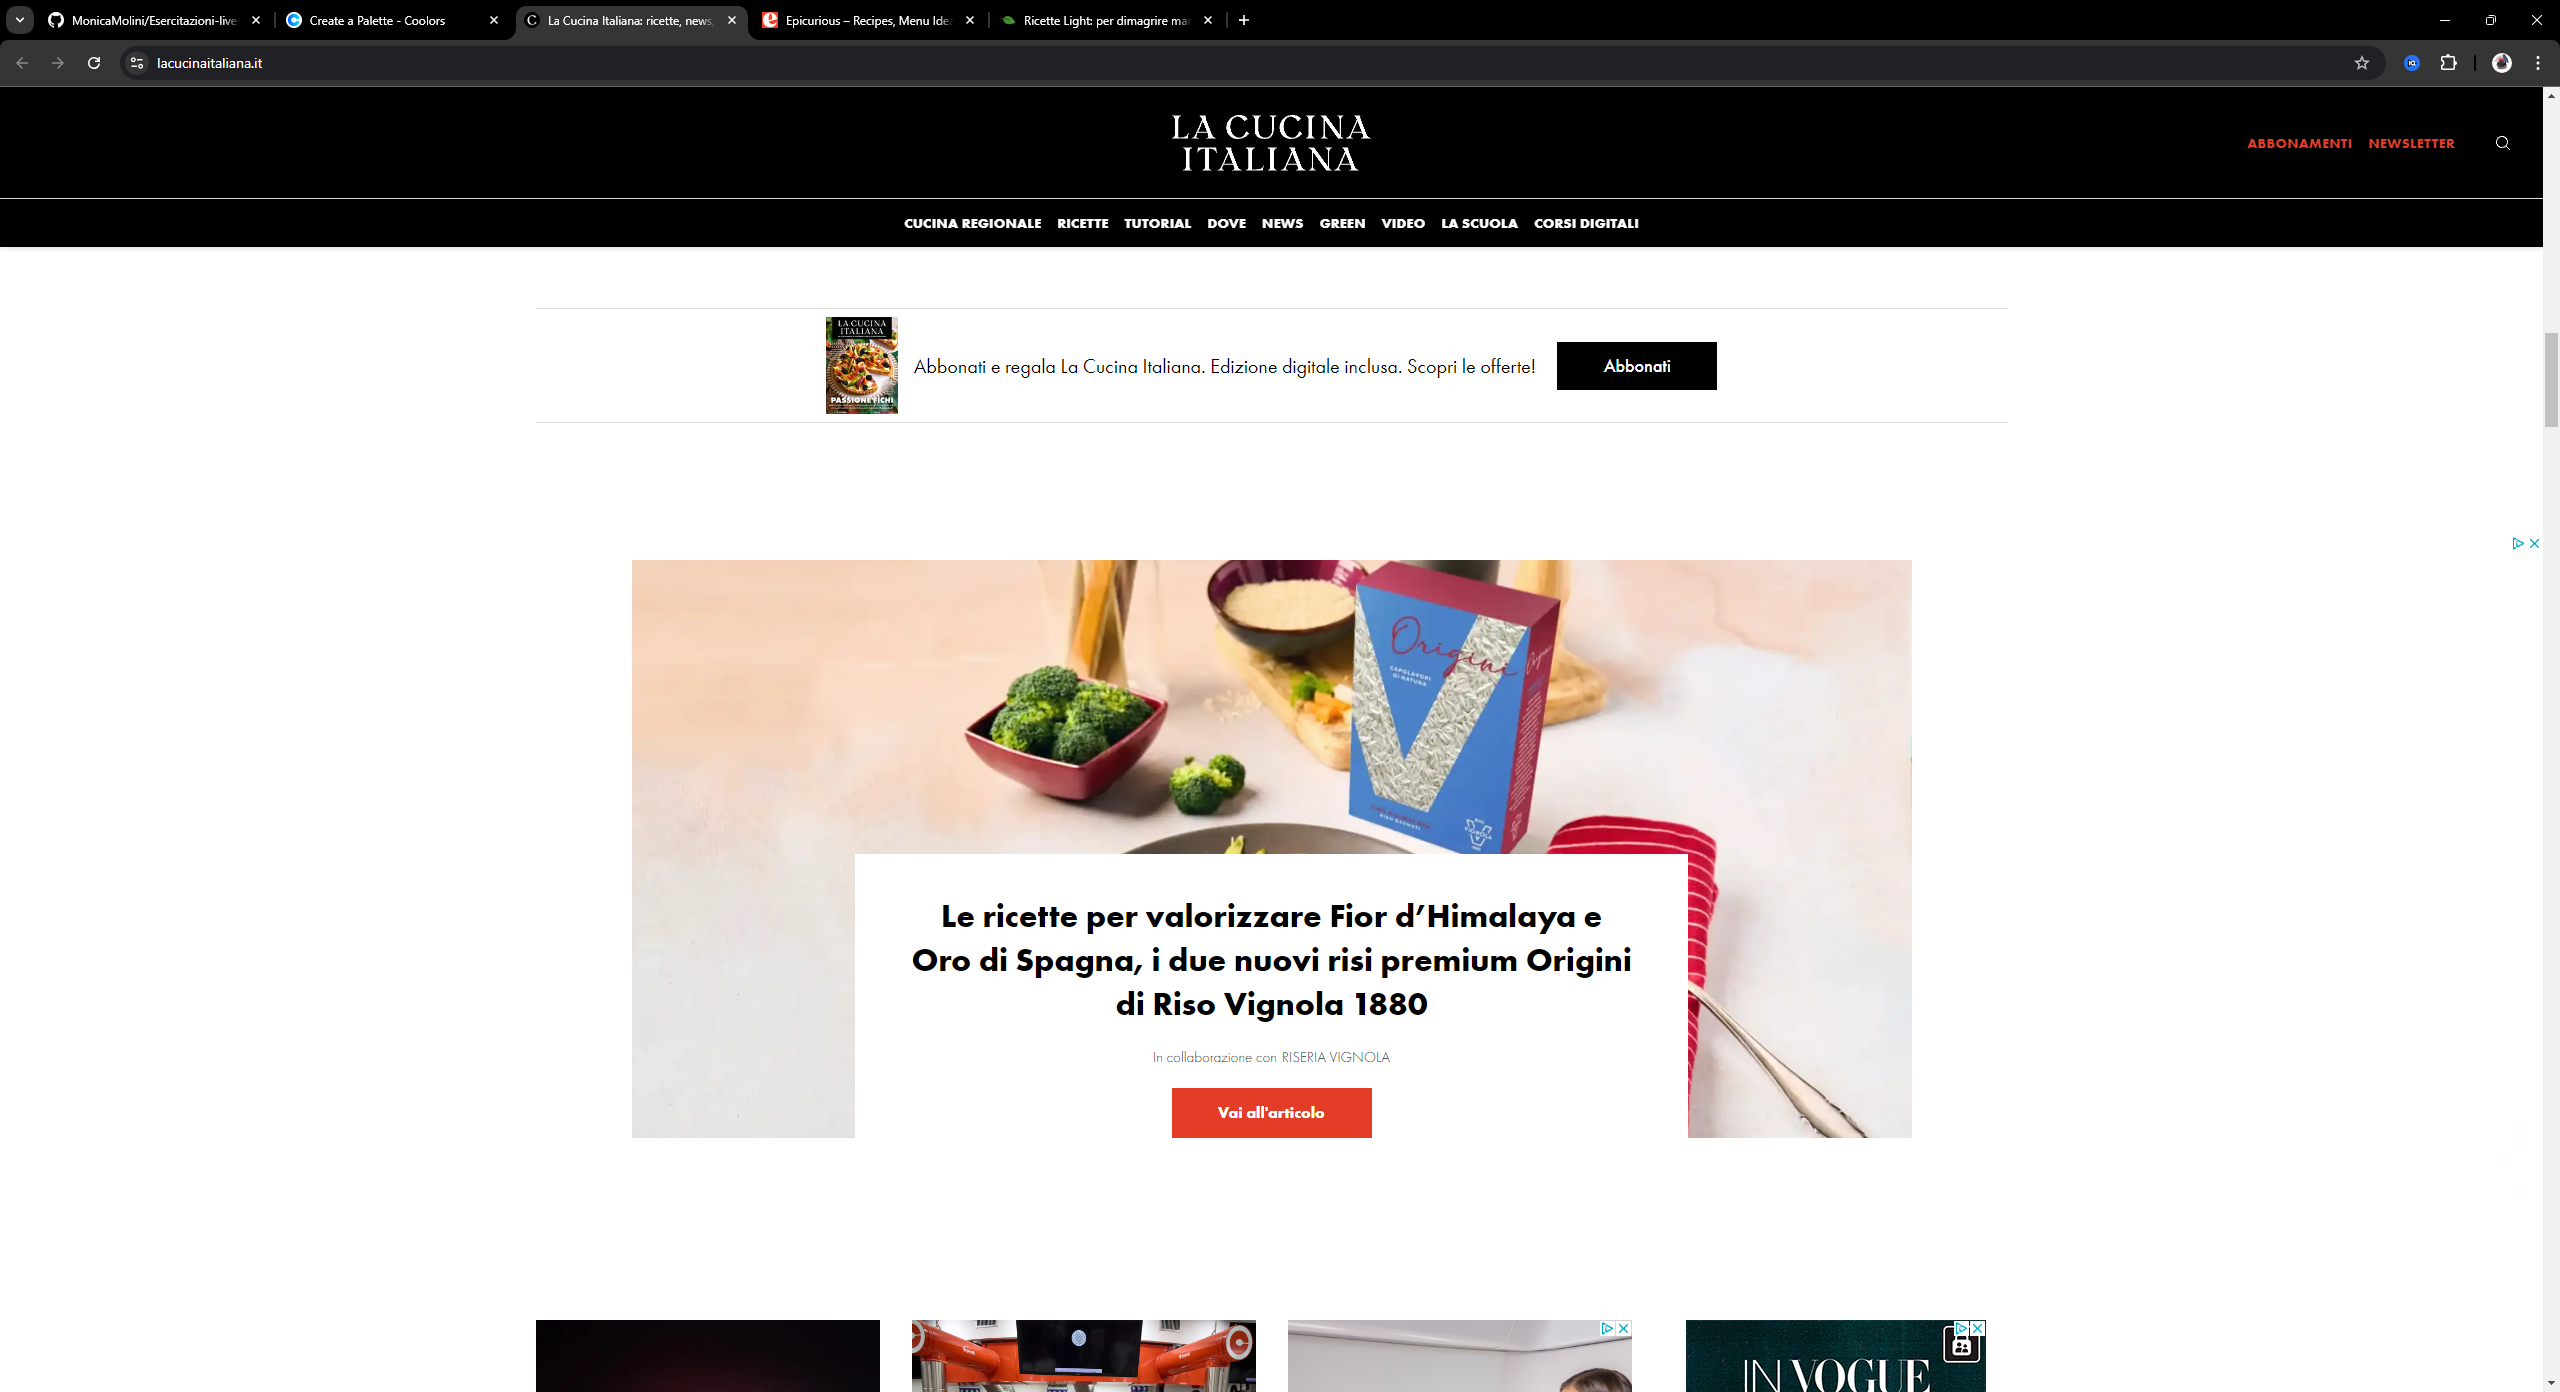 MonicaMolini/Esercitazioni-live
Create a Palette - Coolors
La Cucina Italiana: ricette, news,
Epicurious – Recipes, Menu Idea
Ricette Light: per dimagrire man
lacucinaitaliana.it
LA CUCINA
ITALIANA
ABBONAMENTI NEWSLETTER
CUCINA REGIONALE RICETTE TUTORIAL DOVE NEWS GREEN VIDEO LA SCUOLA CORSI DIGITALI
LA CUCINA
ITALIANA
PASSIONE FICHI
Abbonati e regala La Cucina Italiana. Edizione digitale inclusa. Scopri le offerte!
Abbonati
Origini
CAPOLAVORI
DI NATURA
VIGNOLA
Le ricette per valorizzare Fior d’Himalaya e
Oro di Spagna, i due nuovi risi premium Origini
di Riso Vignola 1880
In collaborazione con RISERIA VIGNOLA
Vai all'articolo
IN VOGUE